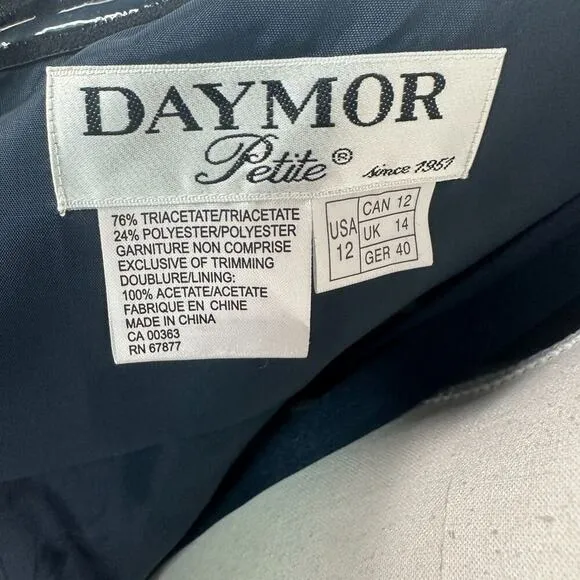 DAYMOR
Petite®
since 1951
76% TRIACETATE/TRIACETATE
24% POLYESTER/POLYESTER
GARNITURE NON COMPRISE
EXCLUSIVE OF TRIMMING
DOUBLURE/LINING:
100% ACETATE/ACETATE
FABRIQUE EN CHINE
MADE IN CHINA
CA 00363
RN 67877
USA 12
CAN 12
UK 14
GER 40